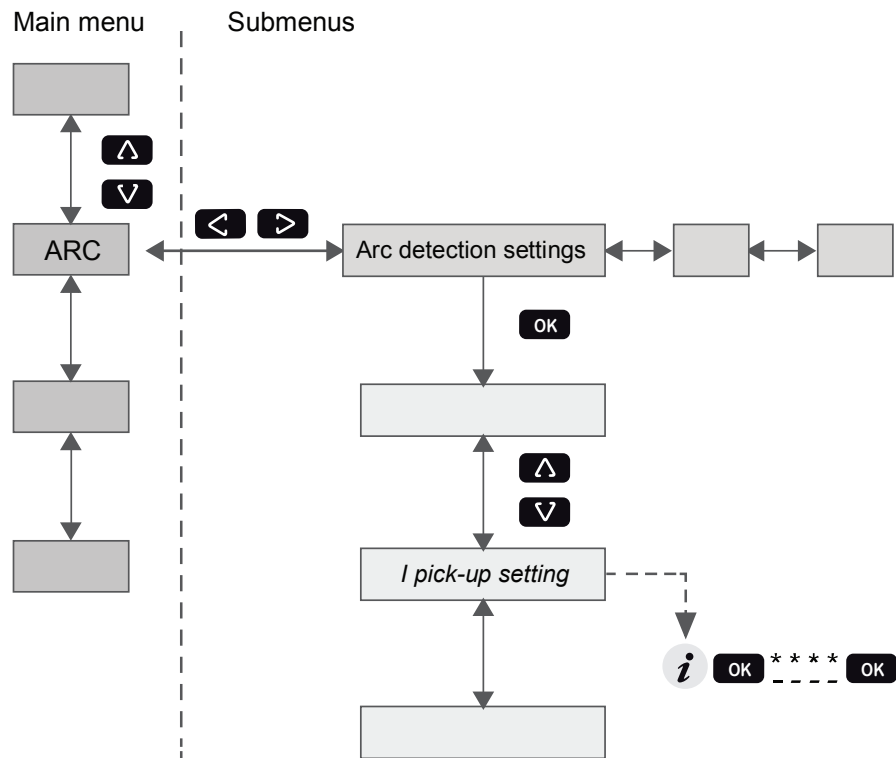 Main menu
Submenus
ARC
Arc detection settings
OK
I pick-up setting
i OK * * * * OK